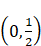 (0, 1/2)